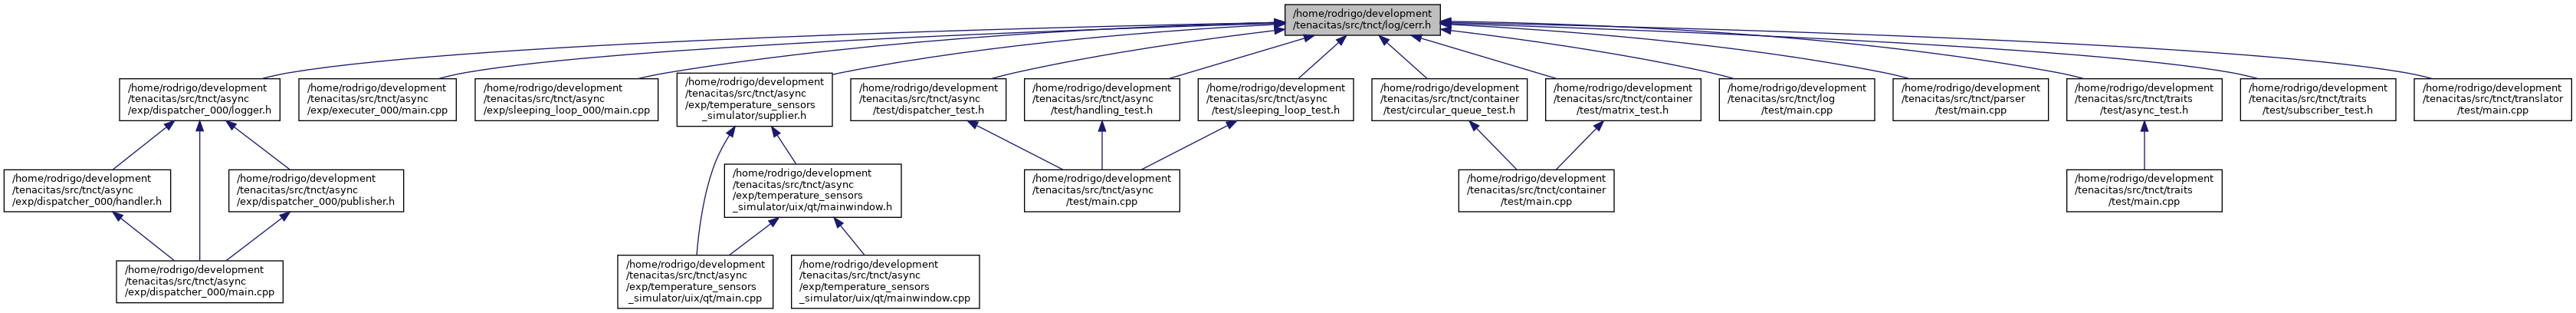 /home/rodrigo/development
/tenacitas/src/tnct/log/cerr.h
/home/rodrigo/development
/tenacitas/src/tnct/async
/exp/dispatcher_000/logger.h
/home/rodrigo/development
/tenacitas/src/tnct/async
/exp/executer_000/main.cpp
/home/rodrigo/development
/tenacitas/src/tnct/async
/exp/sleeping_loop_000/main.cpp
/home/rodrigo/development
/tenacitas/src/tnct/async
/exp/temperature_sensors
_simulator/supplier.h
/home/rodrigo/development
/tenacitas/src/tnct/async
/test/dispatcher_test.h
/home/rodrigo/development
/tenacitas/src/tnct/async
/test/handling_test.h
/home/rodrigo/development
/tenacitas/src/tnct/async
/test/sleeping_loop_test.h
/home/rodrigo/development
/tenacitas/src/tnct/container
/test/circular_queue_test.h
/home/rodrigo/development
/tenacitas/src/tnct/container
/test/matrix_test.h
/home/rodrigo/development
/tenacitas/src/tnct/log
/test/main.cpp
/home/rodrigo/development
/tenacitas/src/tnct/parser
/test/main.cpp
/home/rodrigo/development
/tenacitas/src/tnct/traits
/test/async_test.h
/home/rodrigo/development
/tenacitas/src/tnct/traits
/test/subscriber_test.h
/home/rodrigo/development
/tenacitas/src/tnct/translator
/test/main.cpp
/home/rodrigo/development
/tenacitas/src/tnct/async
/exp/dispatcher_000/handler.h
/home/rodrigo/development
/tenacitas/src/tnct/async
/exp/dispatcher_000/publisher.h
/home/rodrigo/development
/tenacitas/src/tnct/async
/exp/temperature_sensors
_simulator/uix/qt/mainwindow.h
/home/rodrigo/development
/tenacitas/src/tnct/async
/test/main.cpp
/home/rodrigo/development
/tenacitas/src/tnct/container
/test/main.cpp
/home/rodrigo/development
/tenacitas/src/tnct/traits
/test/main.cpp
/home/rodrigo/development
/tenacitas/src/tnct/async
/exp/dispatcher_000/main.cpp
/home/rodrigo/development
/tenacitas/src/tnct/async
/exp/temperature_sensors
_simulator/uix/qt/main.cpp
/home/rodrigo/development
/tenacitas/src/tnct/async
/exp/temperature_sensors
_simulator/uix/qt/mainwindow.cpp